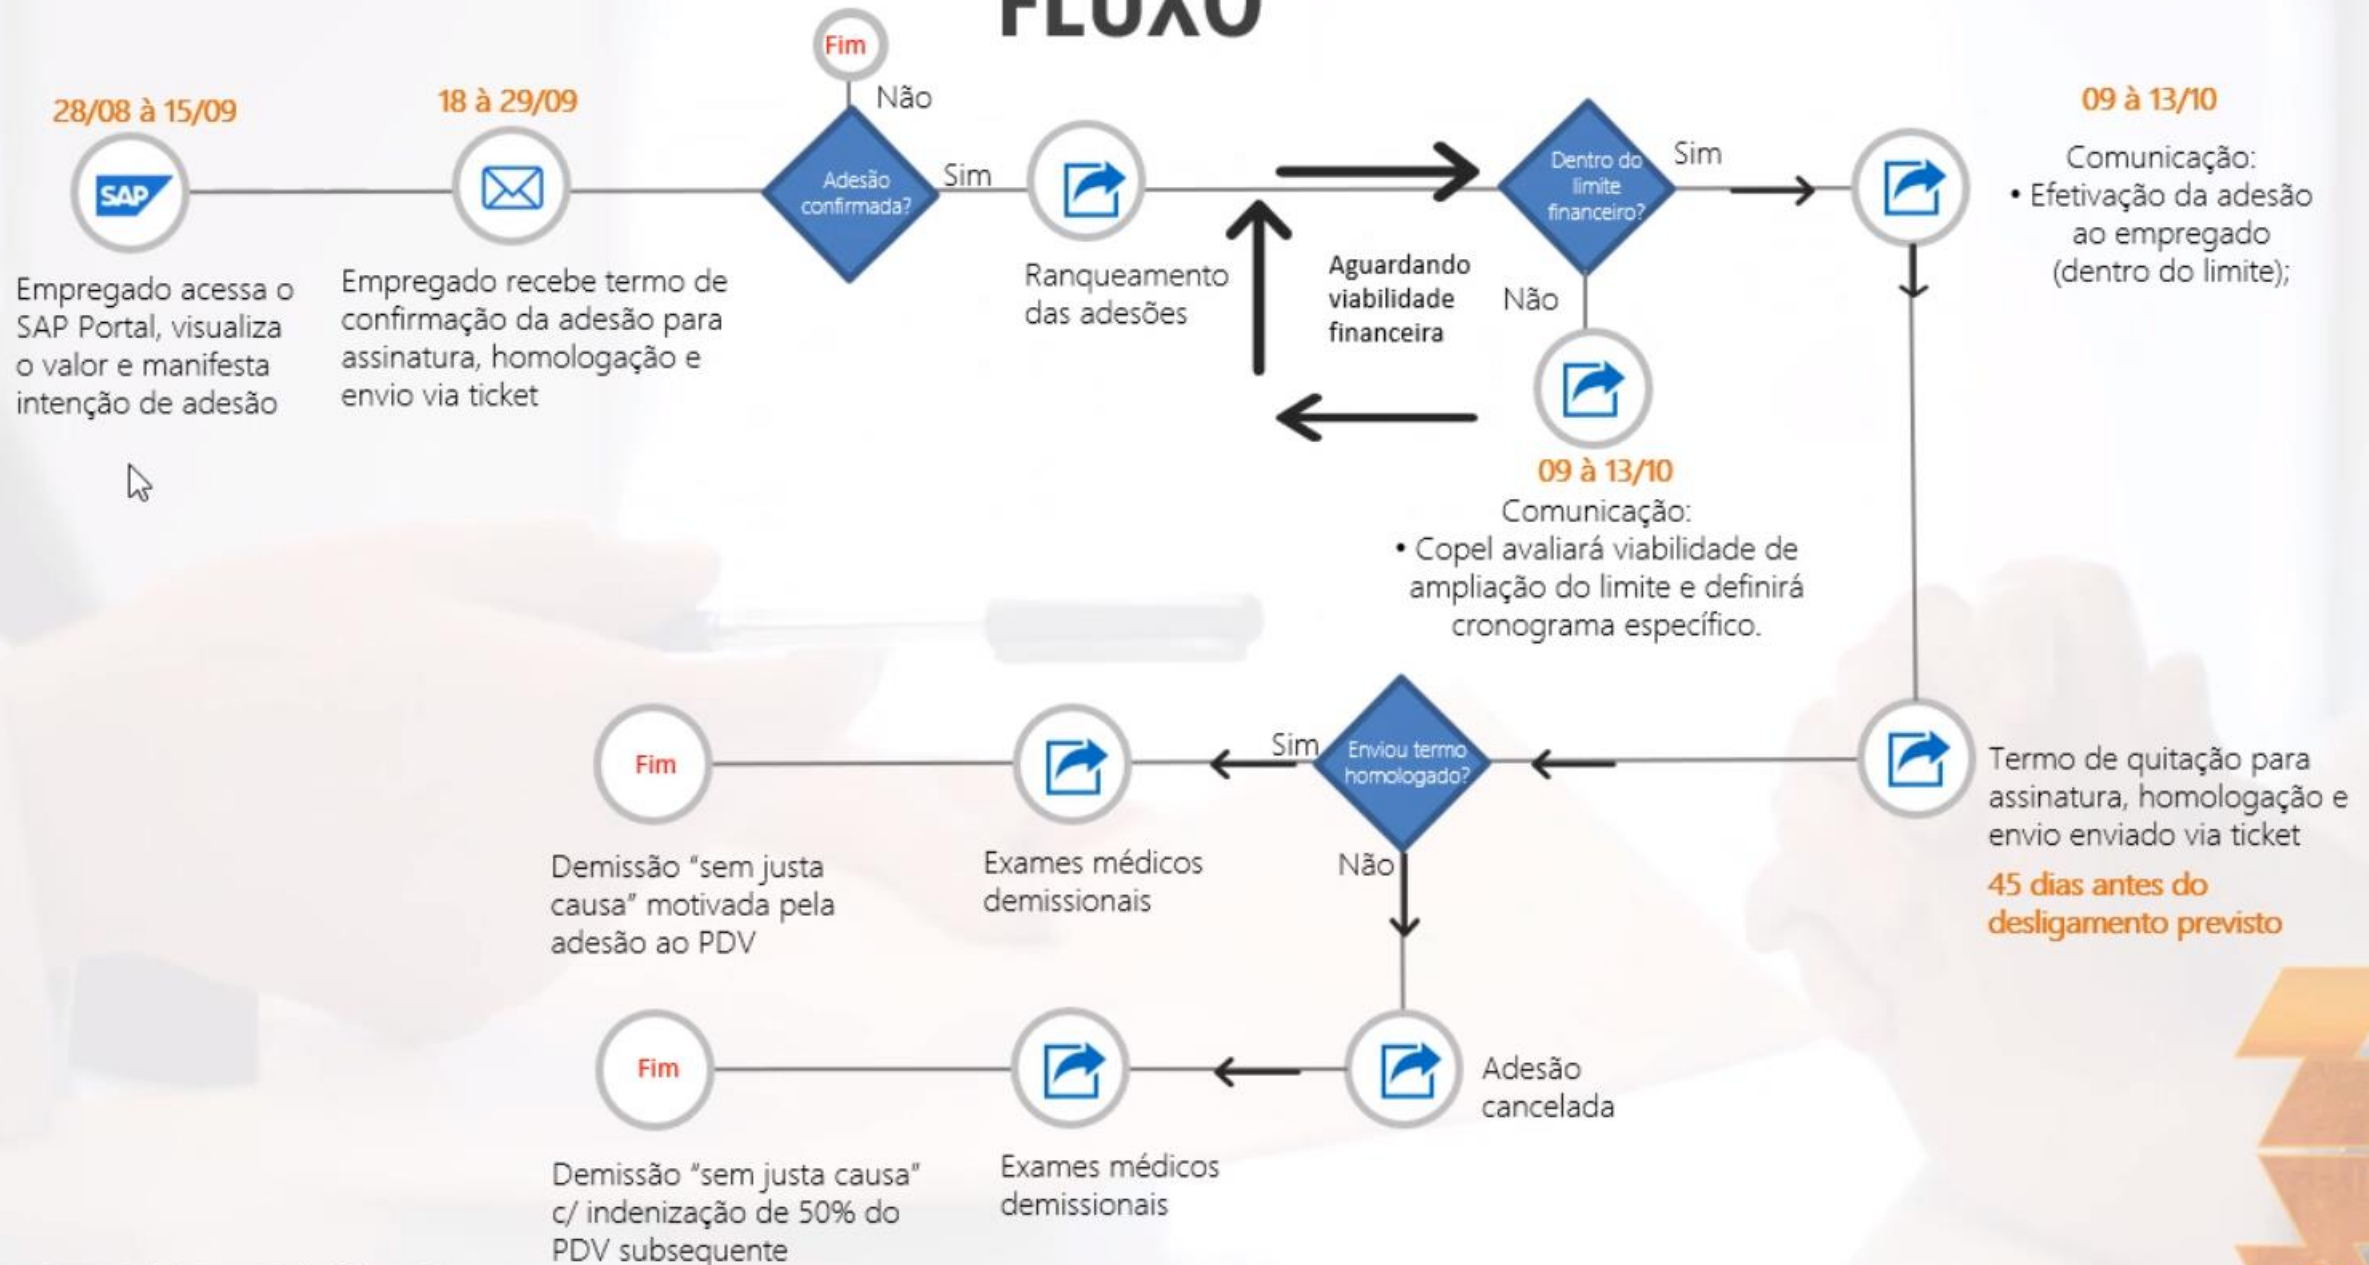 FLUXO
Fim
Não
28/08 à 15/09
SAP
Empregado acessa o
SAP Portal, visualiza
o valor e manifesta
intenção de adesão
18 à 29/09
Empregado recebe termo de
confirmação da adesão para
assinatura, homologação e
envio via ticket
Adesão
confirmada?
Sim
Ranqueamento
das adesões
Aguardando
viabilidade
financeira
Dentro do
limite
financeiro?
Sim
Não
09 à 13/10
Comunicação:
• Efetivação da adesão
ao empregado
(dentro do limite);
09 à 13/10
Comunicação:
• Copel avaliará viabilidade de
ampliação do limite e definirá
cronograma específico.
Termo de quitação para
assinatura, homologação e
envio enviado via ticket
45 dias antes do
desligamento previsto
Enviou termo
homologado?
Sim
Não
Exames médicos
demissionais
Fim
Demissão “sem justa
causa” motivada pela
adesão ao PDV
Adesão
cancelada
Exames médicos
demissionais
Fim
Demissão “sem justa causa”
c/ indenização de 50% do
PDV subsequente